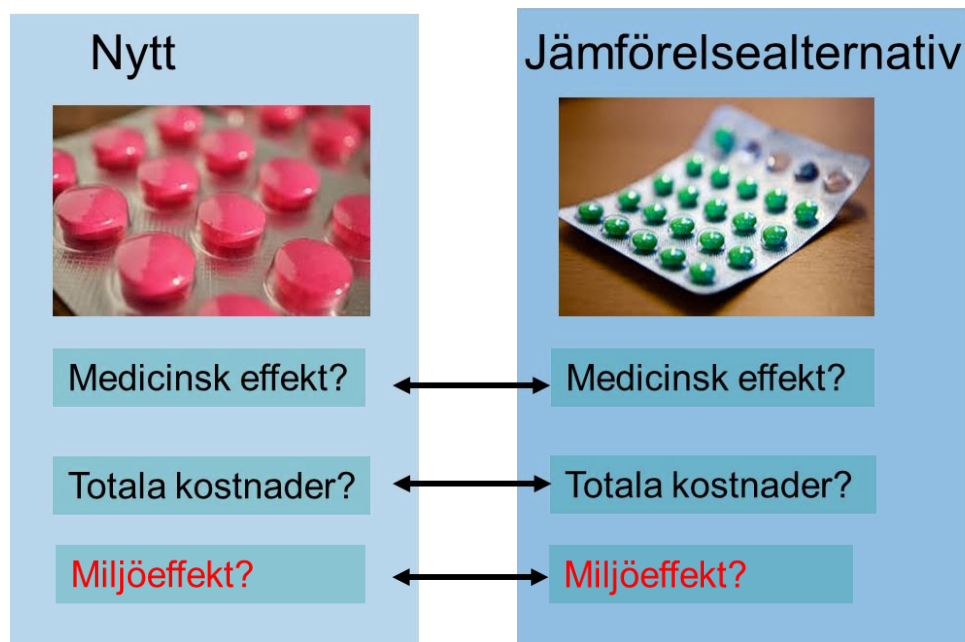 Nytt
Jämförelsealternativ
Medicinsk effekt?
Medicinsk effekt?
Totala kostnader?
Totala kostnader?
Miljöeffekt?
Miljöeffekt?